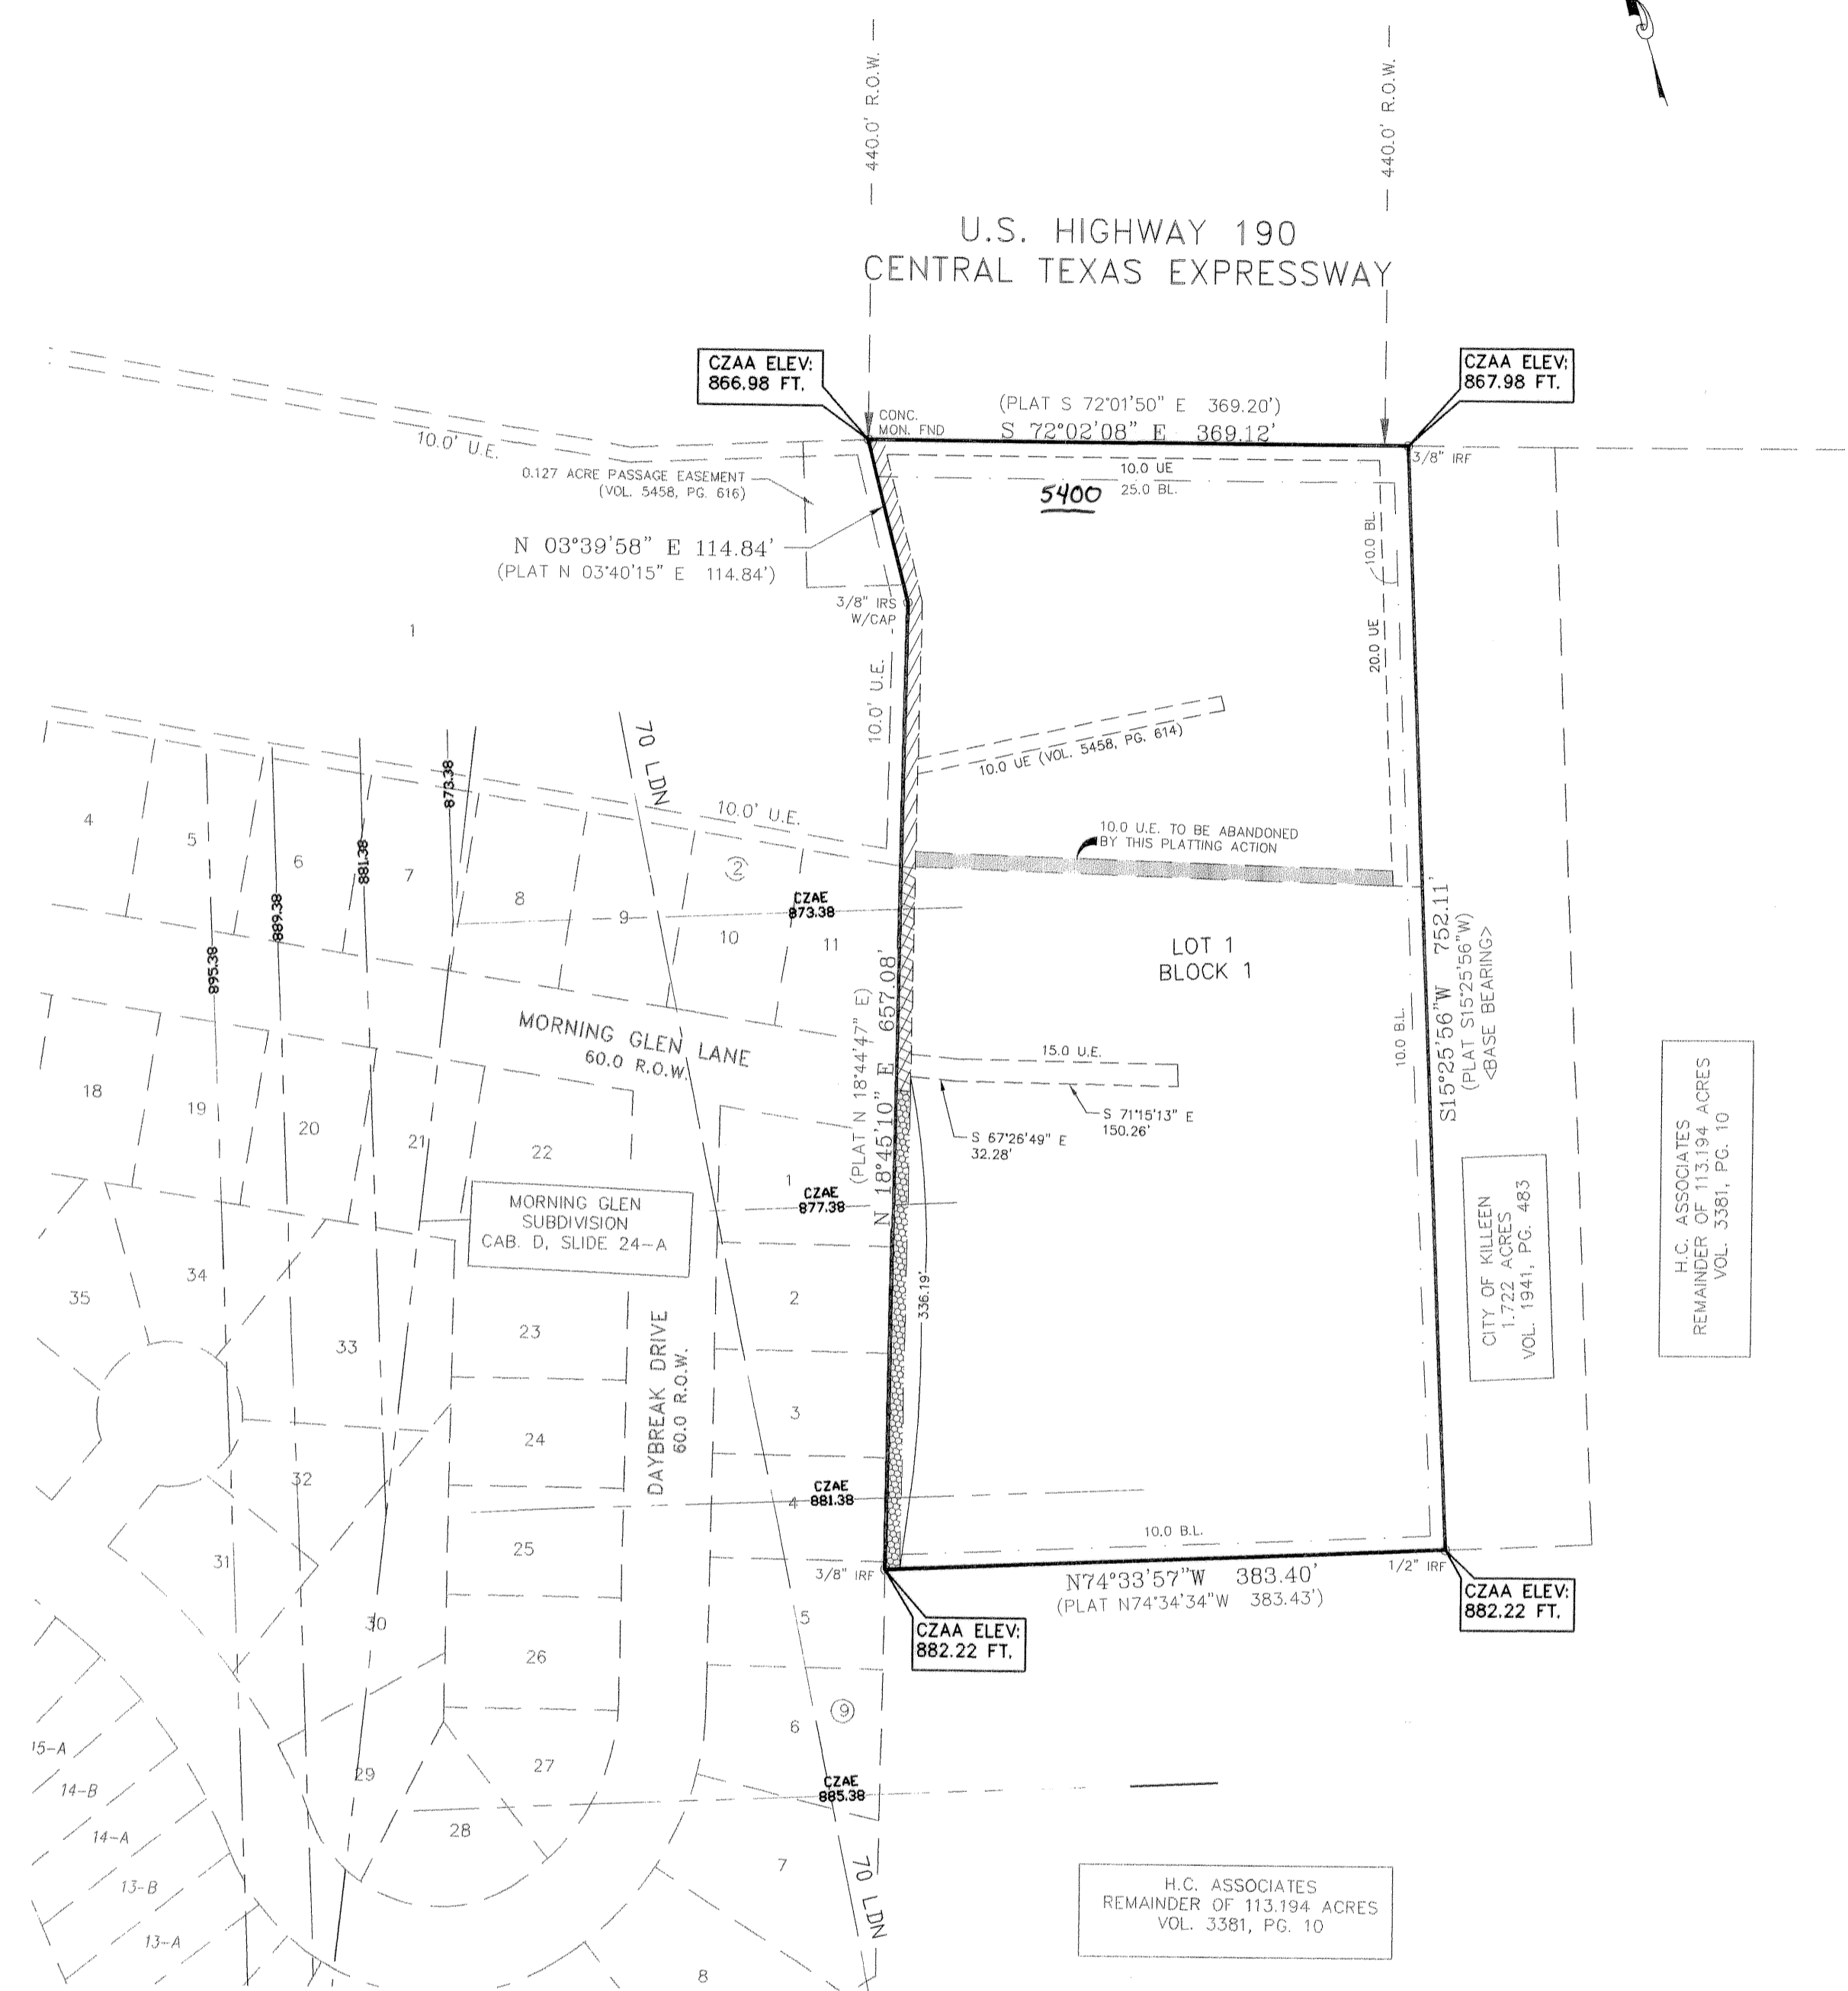 440.0' R.O.W.
440.0' R.O.W.
U.S. HIGHWAY 190
CENTRAL TEXAS EXPRESSWAY
CZAA ELEV:
866.98 FT.
CZAA ELEV:
867.98 FT.
(PLAT S 72°01'50" E 369.20')
S 72°02'08" E 369.12'
CONC.
MON. FND
3/8" IRF
10.0' U.E.
0.127 ACRE PASSAGE EASEMENT
(VOL. 5458, PG. 616)
10.0 UE
25.0 BL.
5400
10.0 BL.
20.0 UE
N 03°39'58" E 114.84'
(PLAT N 03°40'15" E 114.84')
3/8" IRS
W/CAP
1
10.0' U.E.
70 LDN
10.0 UE (VOL. 5458, PG. 614)
10.0' U.E.
10.0 U.E. TO BE ABANDONED
BY THIS PLATTING ACTION
873.38
881.38
889.38
895.38
4
5
6
7
8
9
10
11
2
CZAE
873.38
LOT 1
BLOCK 1
MORNING GLEN LANE
60.0 R.O.W.
(PLAT N 18°44'47" E)
N 18°45'10" E 657.08'
S15°25'56"W 752.11'
(PLAT S15°25'56"W)
<BASE BEARING>
10.0 B.L.
15.0 U.E.
S 71°15'13" E
150.26'
S 67°26'49" E
32.28'
18
19
20
21
22
1
CZAE
877.38
MORNING GLEN
SUBDIVISION
CAB. D, SLIDE 24-A
H.C. ASSOCIATES
REMAINDER OF 113.194 ACRES
VOL. 3381, PG. 10
CITY OF KILLEEN
1.722 ACRES
VOL. 1941, PG. 483
336.19'
35
34
33
23
2
DAYBREAK DRIVE
60.0 R.O.W.
3
24
32
4
CZAE
881.38
10.0 B.L.
31
25
3/8" IRF
1/2" IRF
N74°33'57"W 383.40'
(PLAT N74°34'34"W 383.43')
CZAA ELEV:
882.22 FT.
CZAA ELEV:
882.22 FT.
30
5
26
6
9
15-A
14-B
14-A
13-B
13-A
29
27
28
CZAE
885.38
7
70 LDN
8
H.C. ASSOCIATES
REMAINDER OF 113.194 ACRES
VOL. 3381, PG. 10